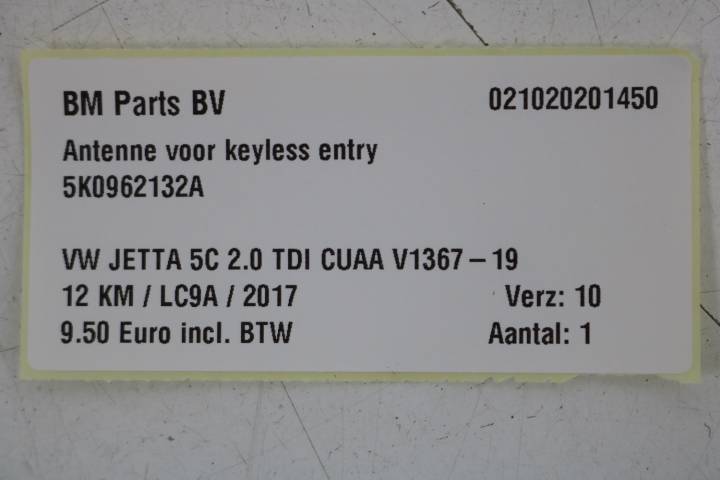 BM Parts BV 021020201450
Antenne voor keyless entry
5K0962132A
VW JETTA 5C 2.0 TDI CUAA V1367 – 19
12 KM / LC9A / 2017 Verz: 10
9.50 Euro incl. BTW Aantal: 1